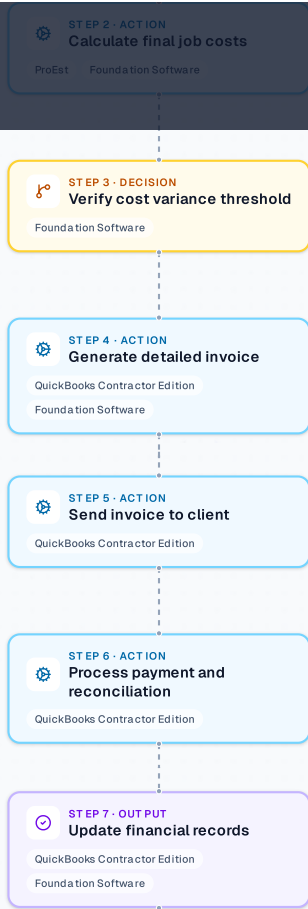 STEP 2 · ACTION
Calculate final job costs
ProEst Foundation Software
STEP 3 · DECISION
Verify cost variance threshold
Foundation Software
STEP 4 · ACTION
Generate detailed invoice
QuickBooks Contractor Edition
Foundation Software
STEP 5 · ACTION
Send invoice to client
QuickBooks Contractor Edition
STEP 6 · ACTION
Process payment and
reconciliation
QuickBooks Contractor Edition
STEP 7 · OUTPUT
Update financial records
QuickBooks Contractor Edition
Foundation Software